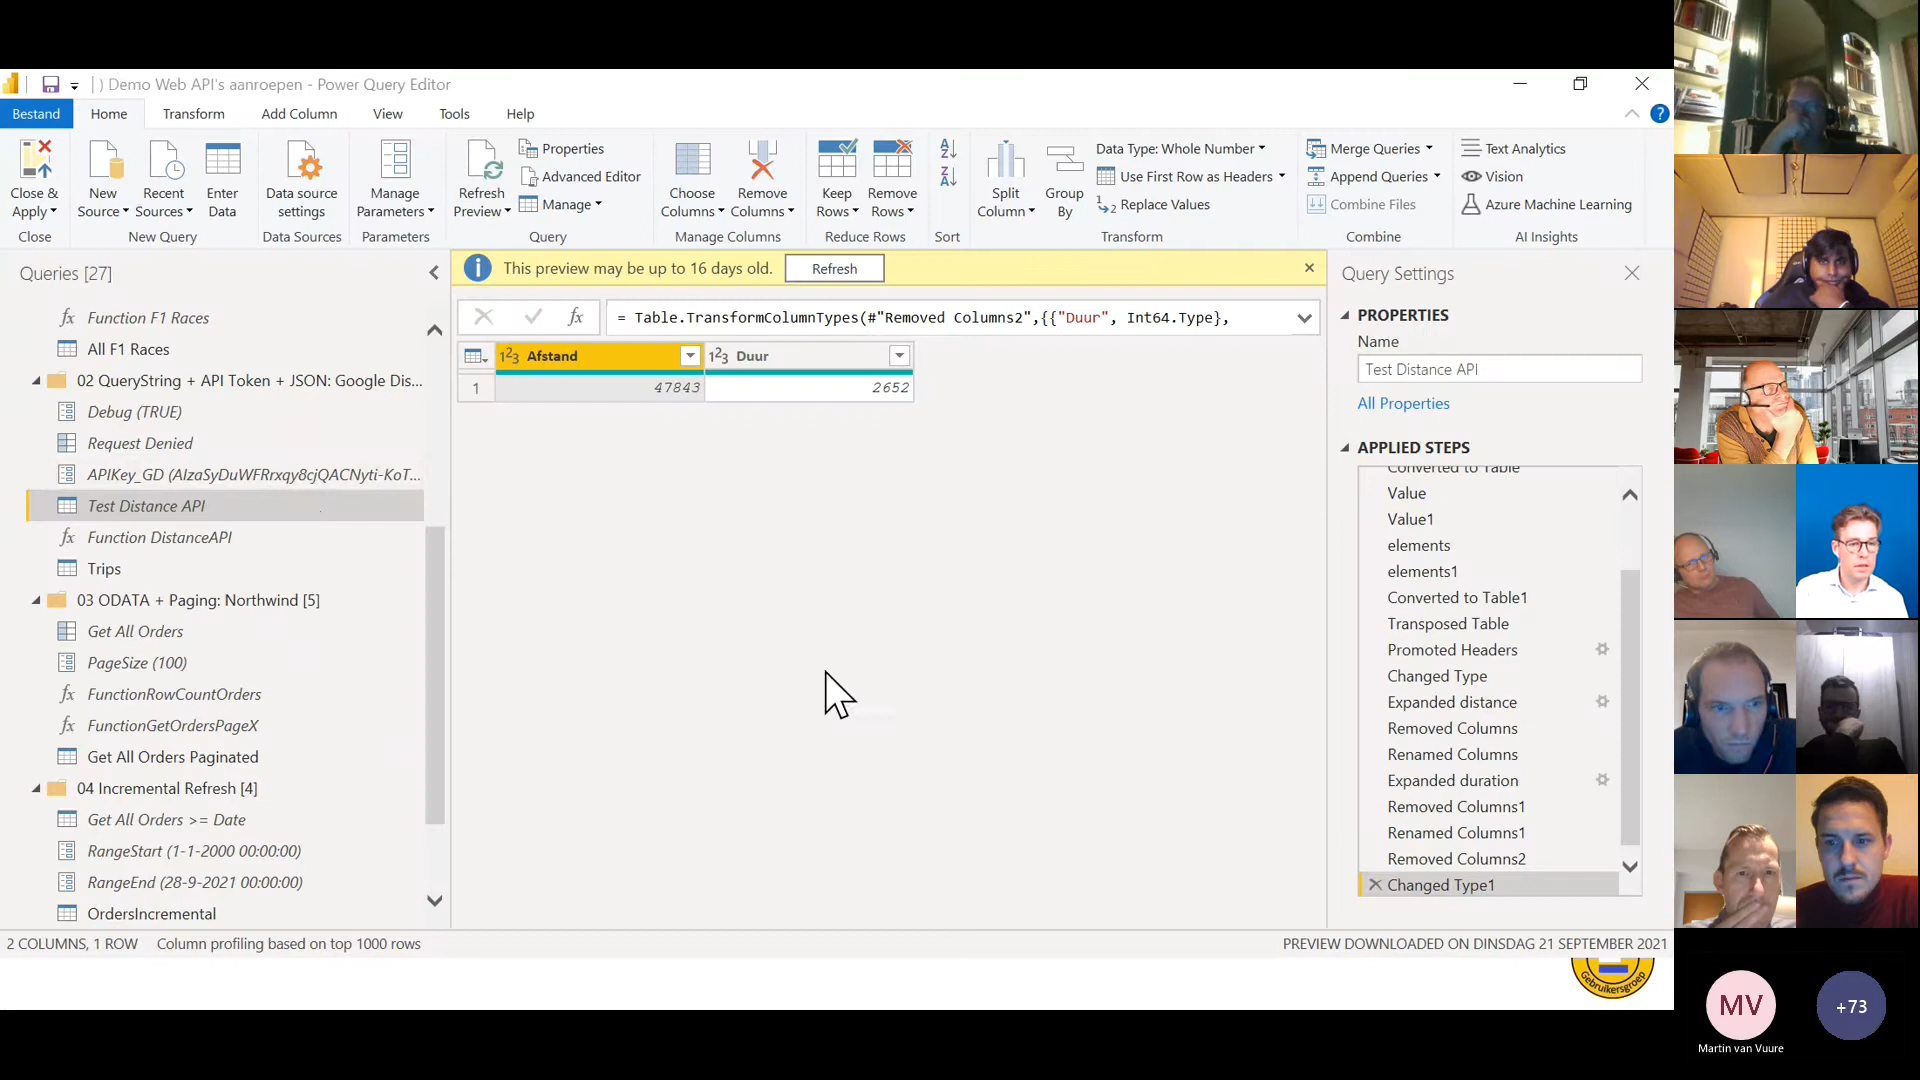 ) Demo Web API's aanroepen - Power Query Editor
Bestand Home Transform Add Column View Tools Help
Close & Apply
Close
New Source
Recent Sources
Enter Data
New Query
Data source settings
Data Sources
Manage Parameters
Parameters
Refresh Preview
Properties
Advanced Editor
Manage
Query
Choose Columns
Remove Columns
Manage Columns
Keep Rows
Remove Rows
Reduce Rows
Sort
Split Column
Group By
Data Type: Whole Number
Use First Row as Headers
Replace Values
Transform
Merge Queries
Append Queries
Combine Files
Combine
Text Analytics
Vision
Azure Machine Learning
AI Insights
Queries [27]
Function F1 Races
All F1 Races
02 QueryString + API Token + JSON: Google Dis...
Debug (TRUE)
Request Denied
APIKey_GD (AIzaSyDuWFRrxqy8cjQACNyti-KoT...
Test Distance API
Function DistanceAPI
Trips
03 ODATA + Paging: Northwind [5]
Get All Orders
PageSize (100)
FunctionRowCountOrders
FunctionGetOrdersPageX
Get All Orders Paginated
04 Incremental Refresh [4]
Get All Orders >= Date
RangeStart (1-1-2000 00:00:00)
RangeEnd (28-9-2021 00:00:00)
OrdersIncremental
This preview may be up to 16 days old. Refresh
= Table.TransformColumnTypes(#"Removed Columns2",{{"Duur", Int64.Type},
Afstand Duur
1 47843 2652
Query Settings
PROPERTIES
Name
Test Distance API
All Properties
APPLIED STEPS
Converted to Table
Value
Value1
elements
elements1
Converted to Table1
Transposed Table
Promoted Headers
Changed Type
Expanded distance
Removed Columns
Renamed Columns
Expanded duration
Removed Columns1
Renamed Columns1
Removed Columns2
Changed Type1
2 COLUMNS, 1 ROW Column profiling based on top 1000 rows
PREVIEW DOWNLOADED ON DINSDAG 21 SEPTEMBER 2021
Gebruikersgroep
MV
Martin van Vuure
+73